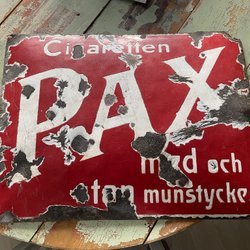 Cigaretten
PAX
med och
utan munstycke